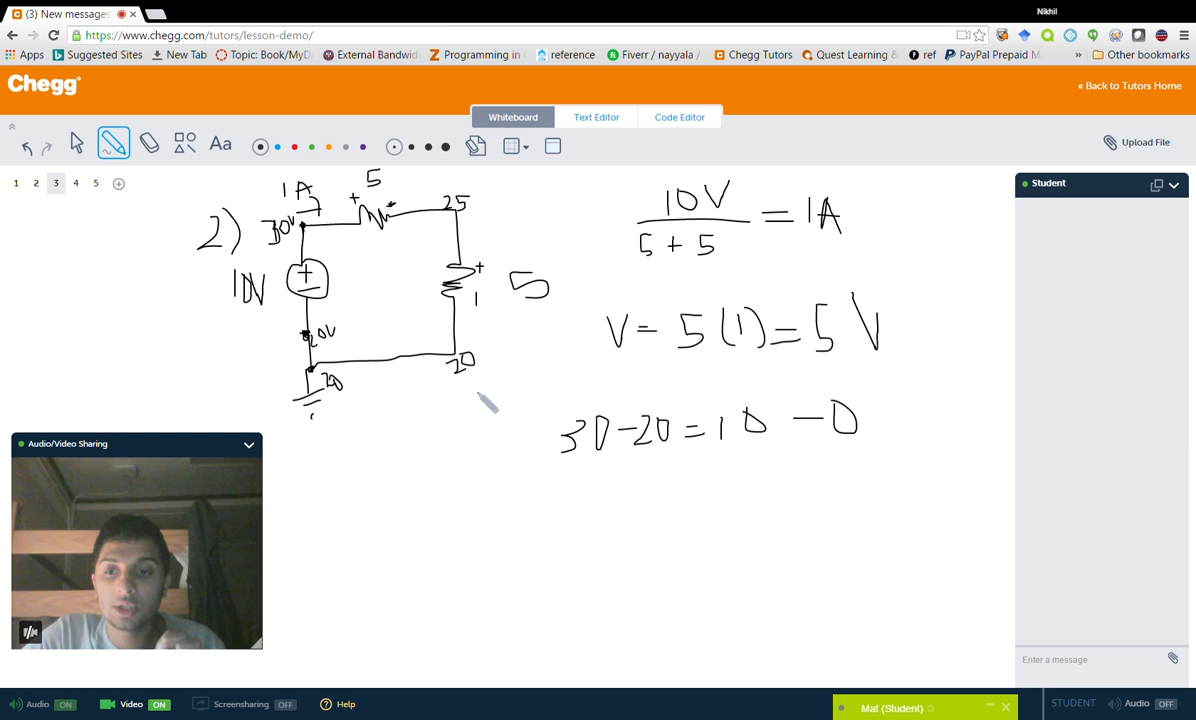 Nikhil
(3) New messages
https://www.chegg.com/tutors/lesson-demo/
Apps Suggested Sites New Tab Topic: Book/MyD External Bandwid Programming in C reference Fiverr / nayyala / Chegg Tutors Quest Learning & ref PayPal Prepaid M » Other bookmarks
Chegg
« Back to Tutors Home
Whiteboard Text Editor Code Editor
Aa
Upload File
1 2 3 4 5
Student
2)
1A
5
30V
25
10V
5
20V
20
20
10V
5 + 5
= 1A
V = 5 (1) = 5 V
30 - 20 = 10 - 0
Audio/Video Sharing
Enter a message
Audio ON Video ON Screensharing OFF ? Help
Mat (Student)
STUDENT Audio OFF